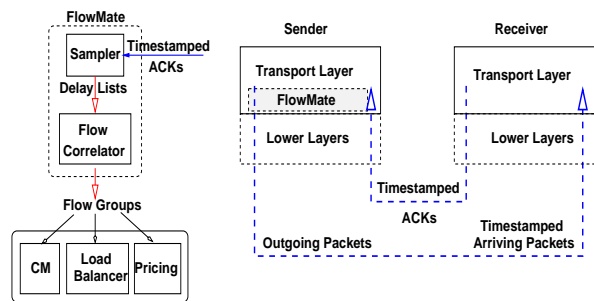 FlowMate
Sampler
Timestamped
ACKs
Delay Lists
Flow
Correlator
Flow Groups
CM
Load
Balancer
Pricing
Sender
Receiver
Transport Layer
FlowMate
Lower Layers
Transport Layer
Lower Layers
Timestamped
ACKs
Outgoing Packets
Timestamped
Arriving Packets